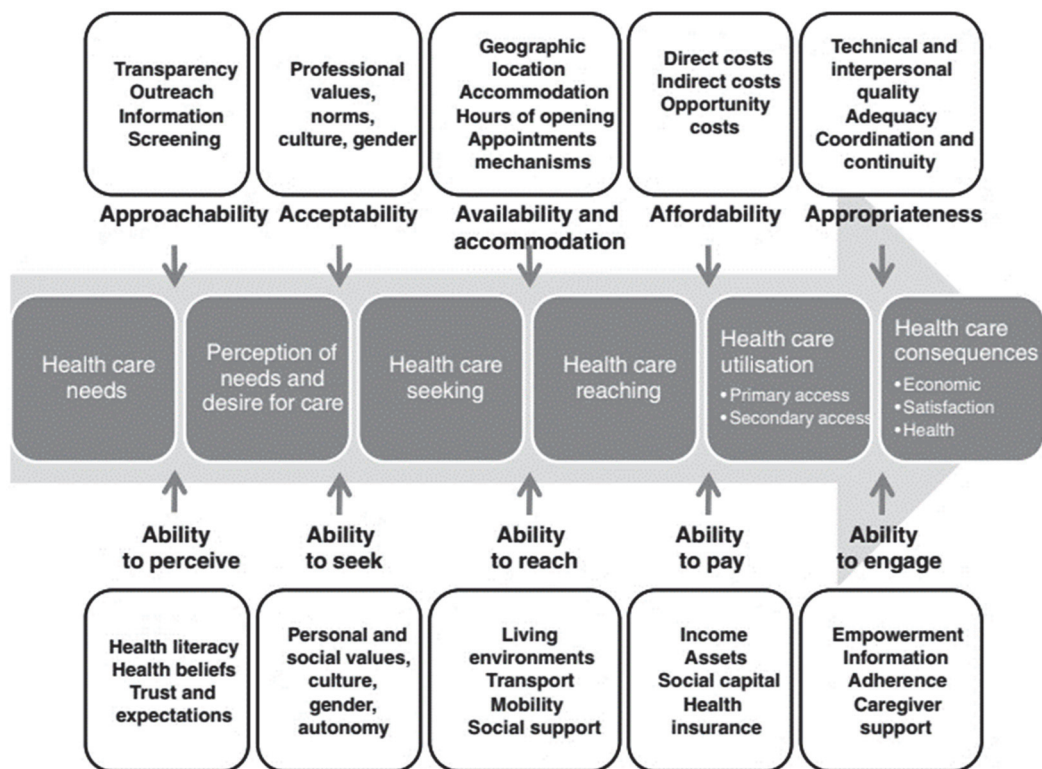 Transparency
Outreach
Information
Screening
Professional
values,
norms,
culture, gender
Geographic
location
Accommodation
Hours of opening
Appointments
mechanisms
Direct costs
Indirect costs
Opportunity
costs
Technical and
interpersonal
quality
Adequacy
Coordination and
continuity
Approachability
Acceptability
Availability and
accommodation
Affordability
Appropriateness
Health care
needs
Perception of
needs and
desire for care
Health care
seeking
Health care
reaching
Health care
utilisation
• Primary access
• Secondary access
Health care
consequences
• Economic
• Satisfaction
• Health
Ability
to perceive
Ability
to seek
Ability
to reach
Ability
to pay
Ability
to engage
Health literacy
Health beliefs
Trust and
expectations
Personal and
social values,
culture,
gender,
autonomy
Living
environments
Transport
Mobility
Social support
Income
Assets
Social capital
Health
insurance
Empowerment
Information
Adherence
Caregiver
support